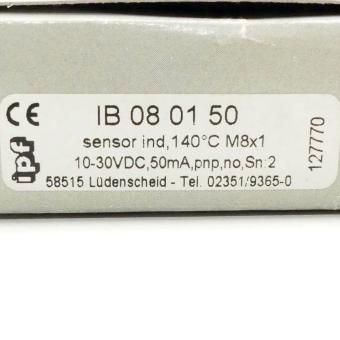 CE
IB 08 01 50
sensor ind,140°C M8x1
10-30VDC,50mA,pnp,no,Sn:2
58515 Lüdenscheid - Tel. 02351/9365-0
ipf
127770